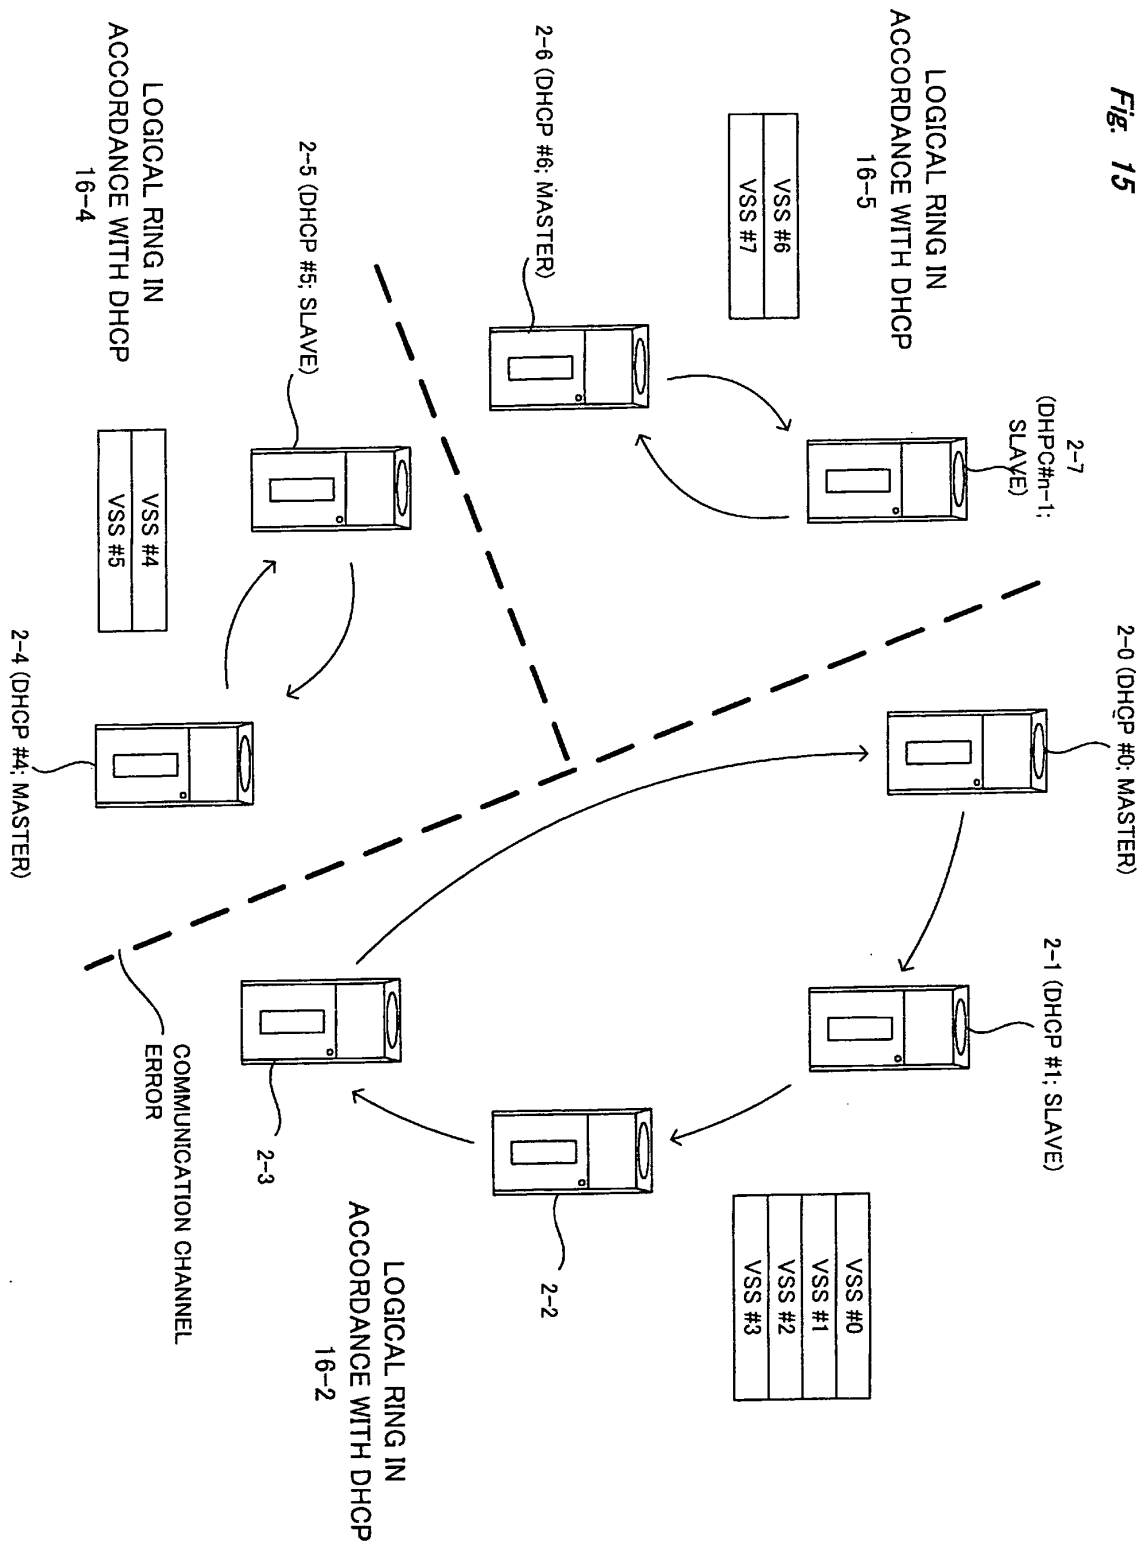 Fig. 15
LOGICAL RING IN
ACCORDANCE WITH DHCP
16-5
VSS #6
VSS #7
2-6 (DHCP #6; MASTER)
2-7
(DHPC#n-1;
SLAVE)
2-0 (DHCP #0; MASTER)
2-1 (DHCP #1; SLAVE)
VSS #0
VSS #1
VSS #2
VSS #3
2-2
2-3
LOGICAL RING IN
ACCORDANCE WITH DHCP
16-2
COMMUNICATION CHANNEL
ERROR
2-5 (DHCP #5; SLAVE)
LOGICAL RING IN
ACCORDANCE WITH DHCP
16-4
VSS #4
VSS #5
2-4 (DHCP #4; MASTER)